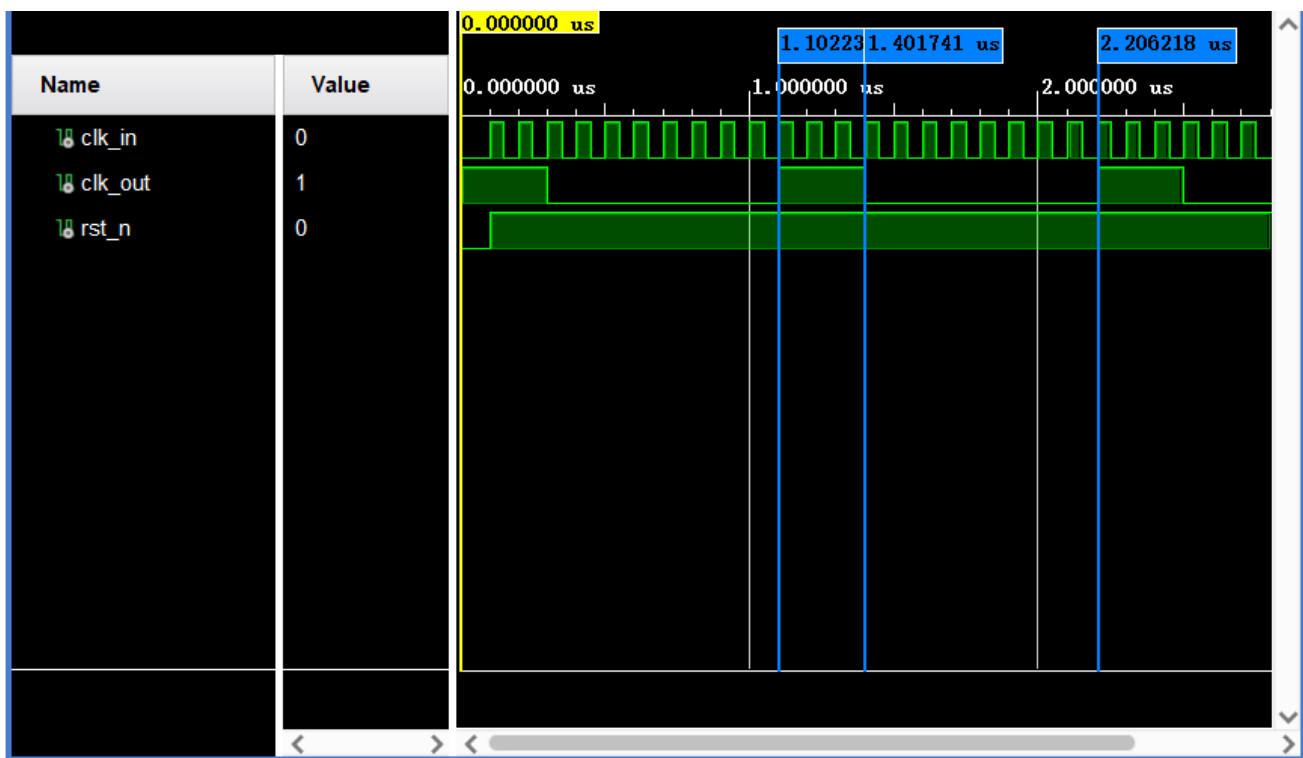 0.000000 us
1.10223
1.401741 us
2.206218 us
Name
Value
0.000000 us
1.000000 us
2.000000 us
clk_in
0
clk_out
1
rst_n
0